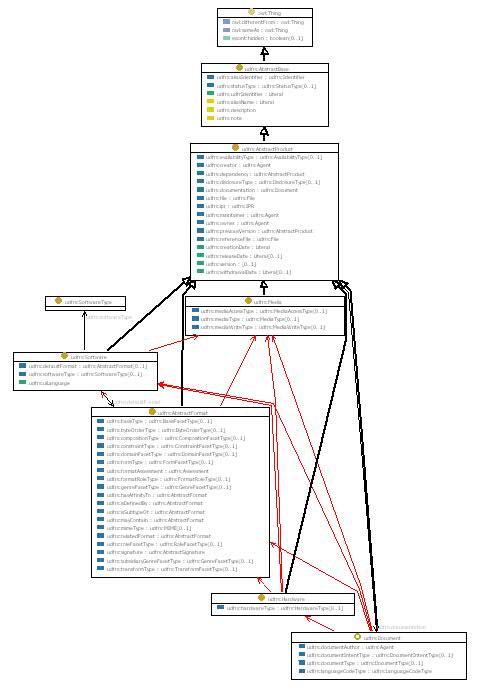 owl:Thing
owl:differentFrom : owl:Thing
owl:sameAs : owl:Thing
udfrs:AbstractBase
udfrs:aliasIdentifier : udfrs:Identifier
udfrs:statusType : udfrs:StatusType[0..1]
udfrs:udfrIdentifier : Literal
udfrs:aliasName : Literal
udfrs:description
udfrs:note
udfrs:AbstractProduct
udfrs:availabilityType : udfrs:AvailabilityType[0..1]
udfrs:creator : udfrs:Agent
udfrs:dependency : udfrs:AbstractProduct
udfrs:disclosureType : udfrs:DisclosureType[0..1]
udfrs:documentation : udfrs:Document
udfrs:file : udfrs:File
udfrs:ipr : udfrs:IPR
udfrs:maintainer : udfrs:Agent
udfrs:owner : udfrs:Agent
udfrs:previousVersion : udfrs:AbstractProduct
udfrs:referenceFile : udfrs:File
udfrs:creationDate : Literal
udfrs:releaseDate : Literal[0..1]
udfrs:version : [0..1]
udfrs:withdrawalDate : Literal[0..1]
udfrs:SoftwareType
udfrs:Media
udfrs:mediaAccessType : udfrs:MediaAccessType[0..1]
udfrs:mediaType : udfrs:MediaType[0..1]
udfrs:mediaWriteType : udfrs:MediaWriteType[0..1]
udfrs:softwareType
udfrs:Software
udfrs:defaultFormat : udfrs:AbstractFormat[0..1]
udfrs:softwareType : udfrs:SoftwareType[0..1]
udfrs:uiLanguage
udfrs:defaultFormat
udfrs:AbstractFormat
udfrs:baseType : udfrs:BaseFacetType[0..1]
udfrs:byteOrderType : udfrs:ByteOrderType[0..1]
udfrs:compositionType : udfrs:CompositionFacetType[0..1]
udfrs:constraintType : udfrs:ConstraintFacetType[0..1]
udfrs:domainFacetType : udfrs:DomainFacetType[0..1]
udfrs:formType : udfrs:FormFacetType[0..1]
udfrs:formatAssessment : udfrs:Assessment
udfrs:formatRoleType : udfrs:FormatRoleType[0..1]
udfrs:genreFacetType : udfrs:GenreFacetType[0..1]
udfrs:hasAffinityTo : udfrs:AbstractFormat
udfrs:isDefinedBy : udfrs:AbstractFormat
udfrs:isSubtypeOf : udfrs:AbstractFormat
udfrs:mayContain : udfrs:AbstractFormat
udfrs:mimeType : udfrs:MIME[0..1]
udfrs:relatedFormat : udfrs:AbstractFormat
udfrs:roleFacetType : udfrs:RoleFacetType[0..1]
udfrs:signature : udfrs:AbstractSignature
udfrs:subsidiaryGenreFacetType : udfrs:GenreFacetType[0..1]
udfrs:transformType : udfrs:TransformFacetType[0..1]
udfrs:Hardware
udfrs:hardwareType : udfrs:HardwareType[0..1]
udfrs:documentation
udfrs:Document
udfrs:documentAuthor : udfrs:Agent
udfrs:documentIntentType : udfrs:DocumentIntentType[0..1]
udfrs:documentType : udfrs:DocumentType[0..1]
udfrs:languageCodeType : udfrs:LanguageCodeType